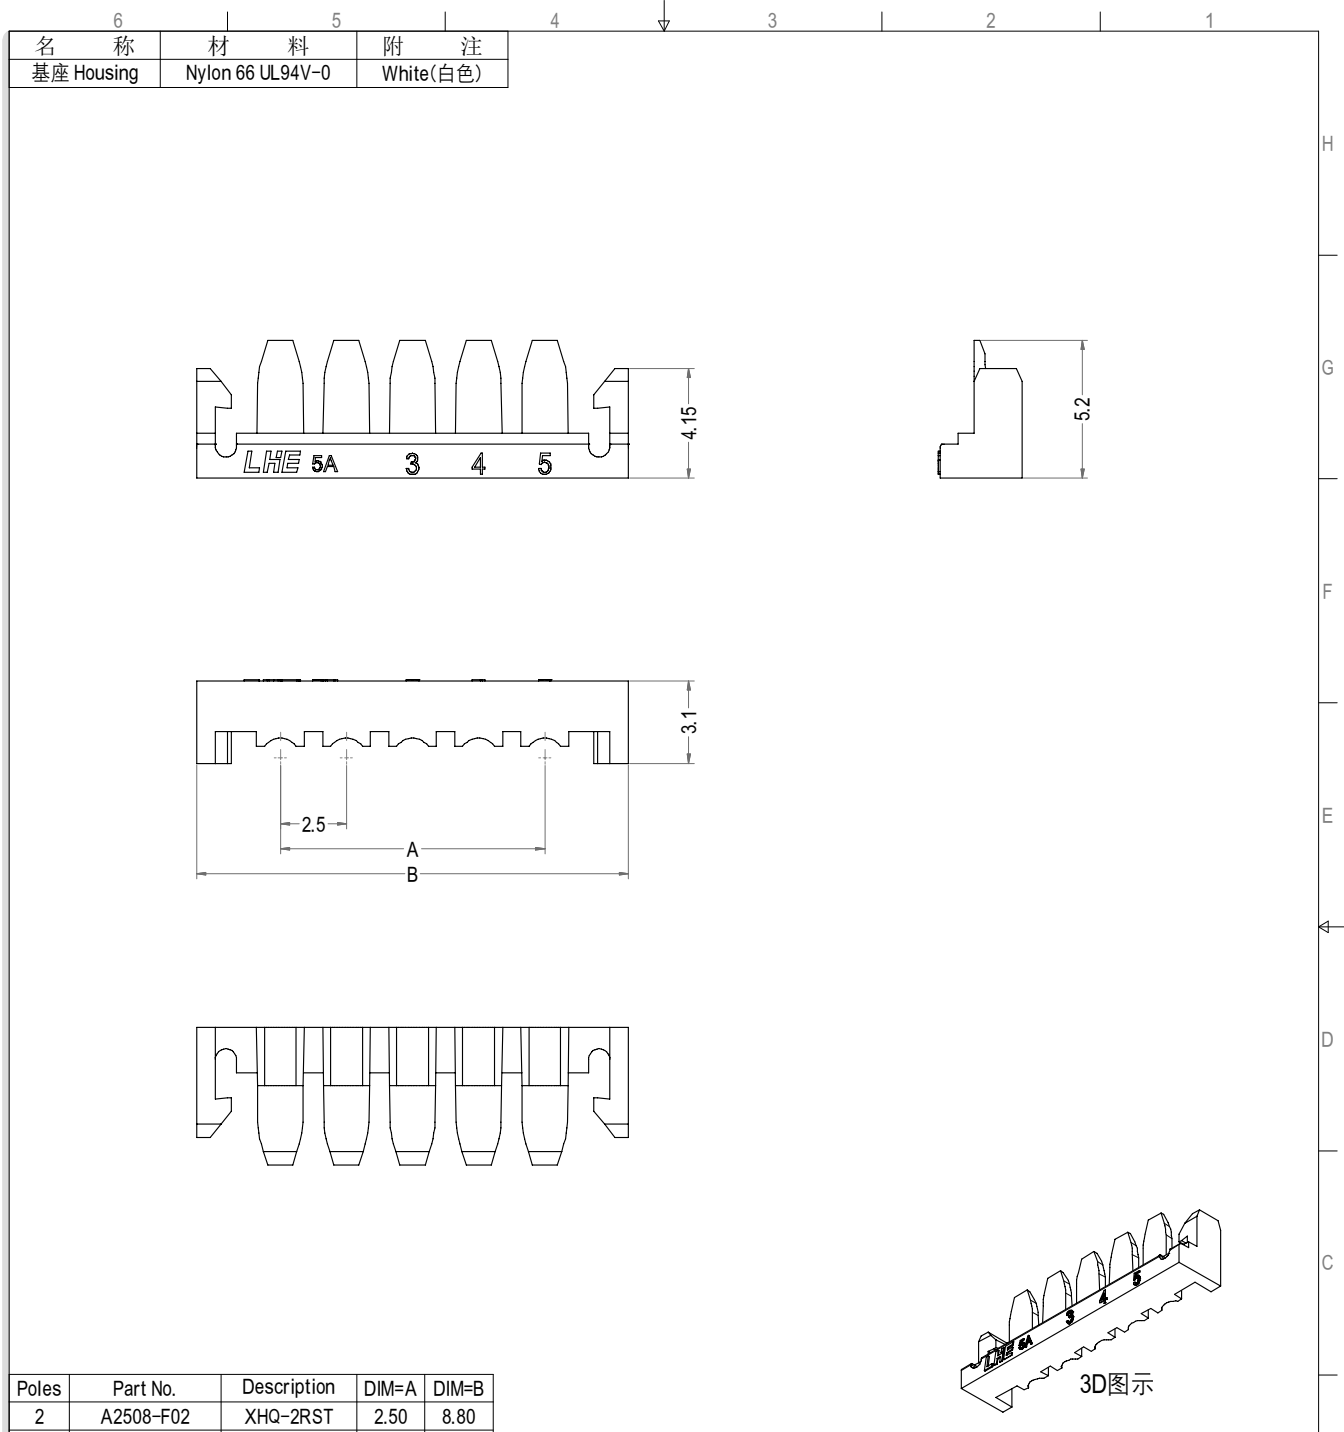 6 5 4 3 2 1
名 称 材 料 附 注
基座 Housing Nylon 66 UL94V-0 White(白色)
H
G
F
E
D
C
4.15
5.2
LHE 5A 3 4 5
3.1
2.5
A
B
LHE 5A 3 4 5
3D图示
Poles Part No. Description DIM=A DIM=B
2 A2508-F02 XHQ-2RST 2.50 8.80